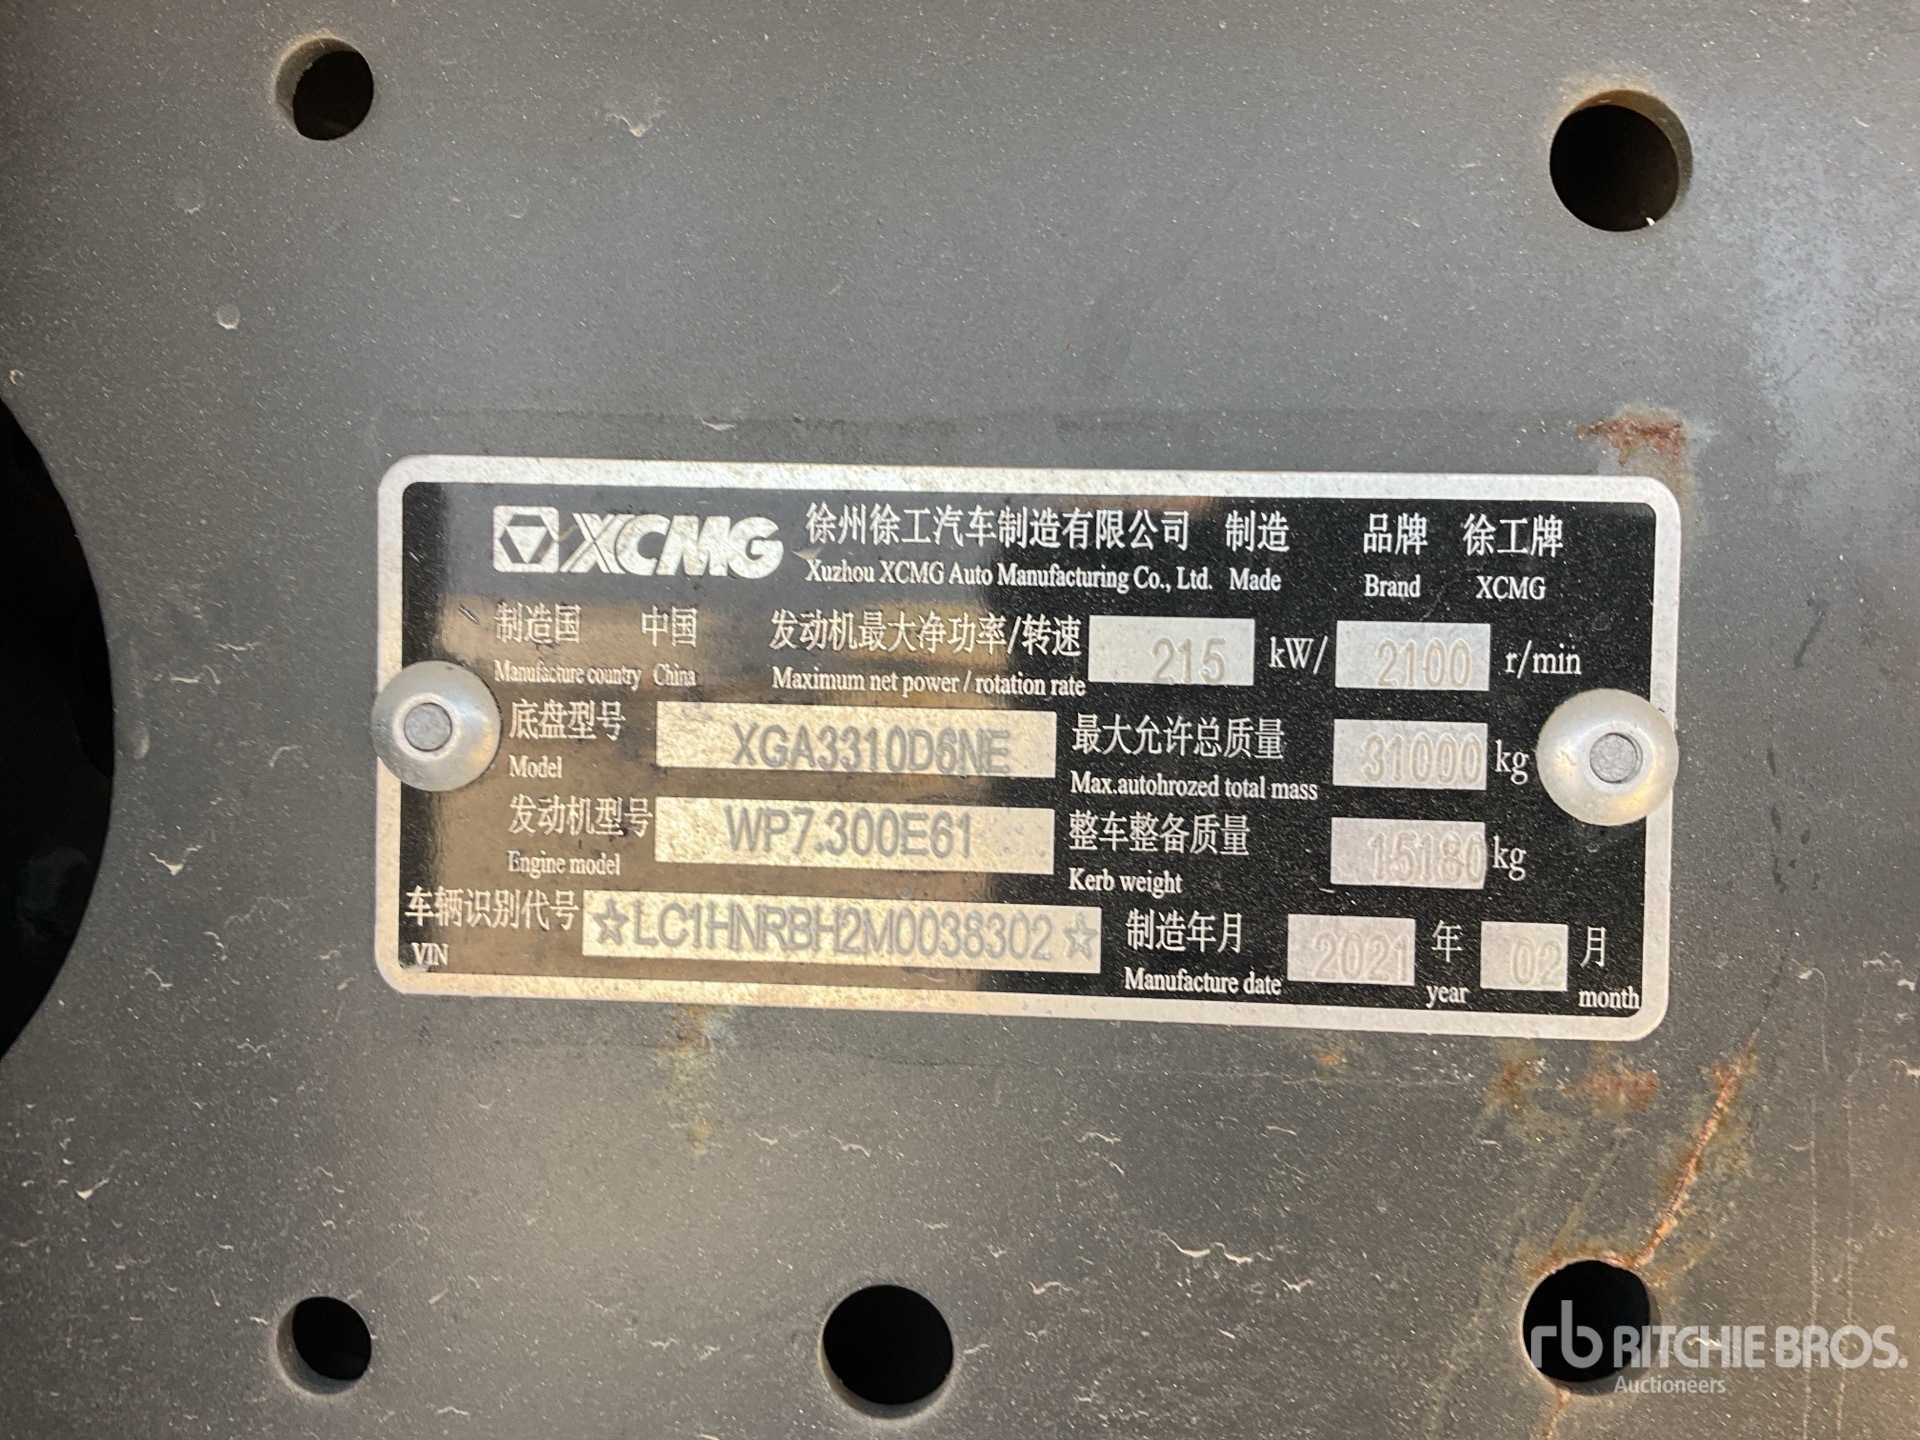 XCMG 徐州徐工汽车制造有限公司 制造 品牌 徐工牌
Xuzhou XCMG Auto Manufacturing Co., Ltd. Made Brand XCMG
制造国 中国 发动机最大净功率/转速 215 kW/ 2100 r/min
Manufacture country China Maximum net power / rotation rate
底盘型号 XGA3310D6NE 最大允许总质量 31000 kg
Model Max.autohrozed total mass
发动机型号 WP7.300E61 整车整备质量 15180 kg
Engine model Kerb weight
车辆识别代号 ☆LC1HNRBH2M0038302☆ 制造年月 2021 年 02 月
VIN Manufacture date year month
rb RITCHIE BROS.
Auctioneers